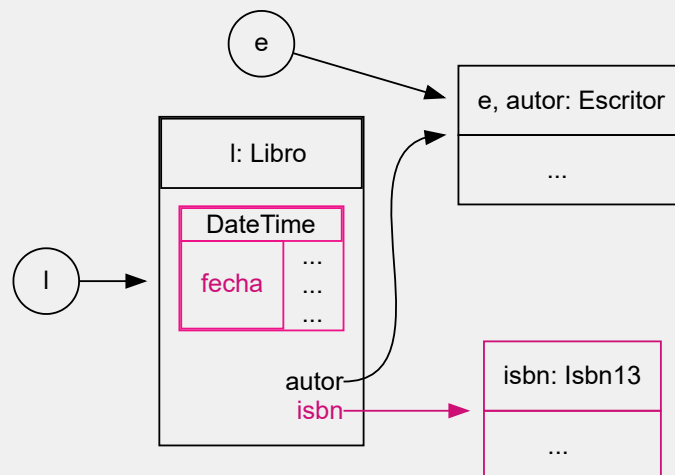 e
e, autor: Escritor
...
l: Libro
DateTime
fecha
...
...
...
l
autor
isbn
isbn: Isbn13
...